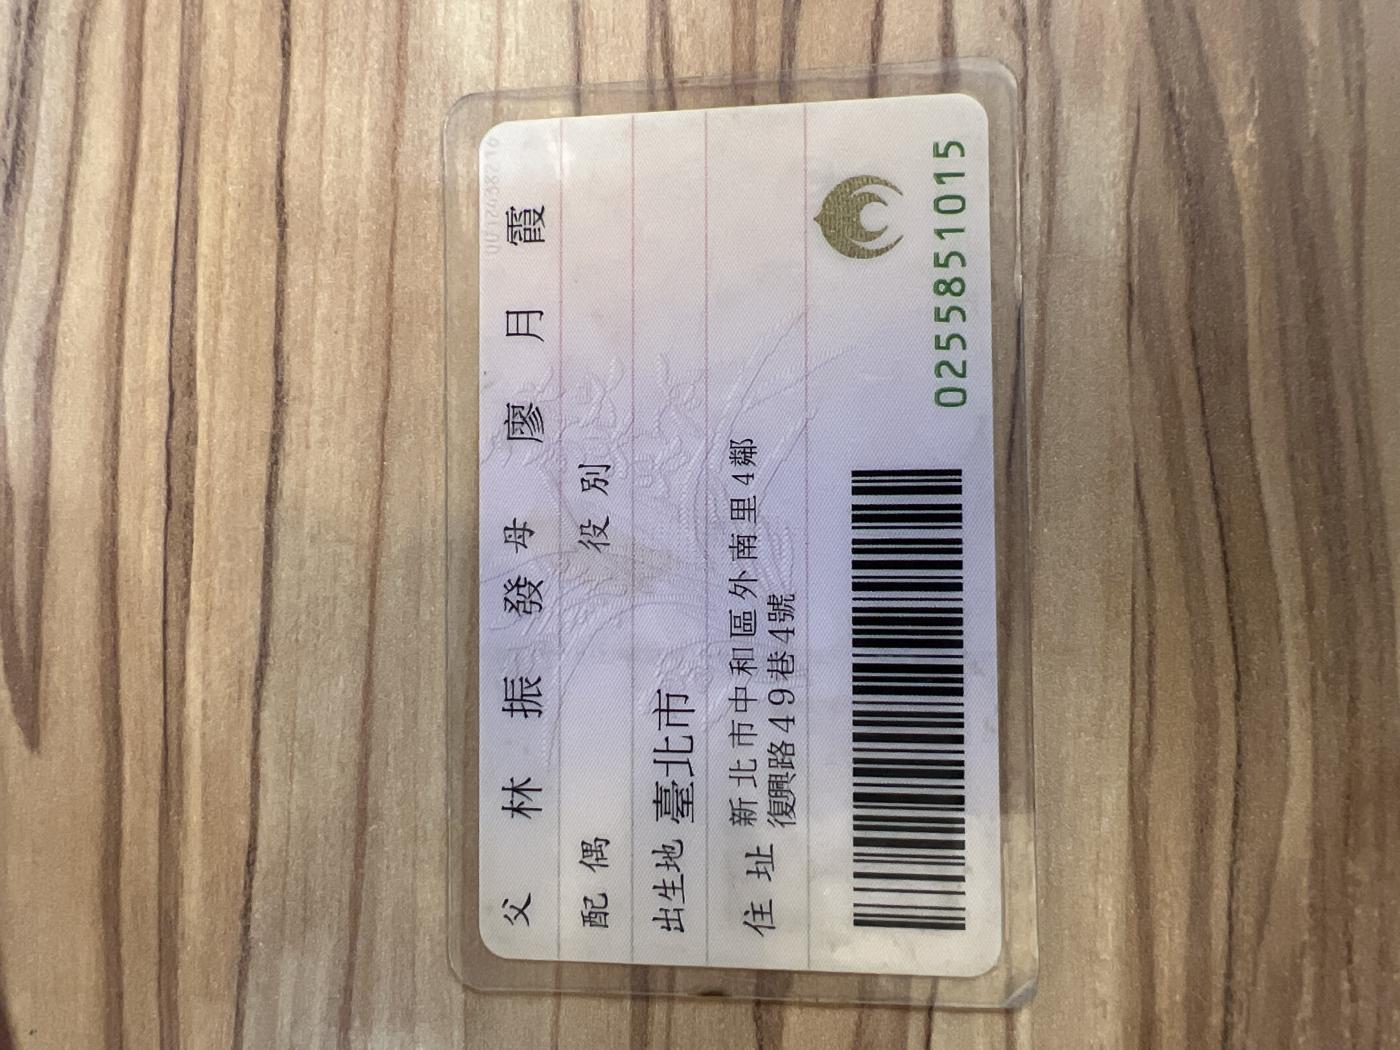 父 林振發 母 廖月霞
配偶 役別
出生地 臺北市
住址 新北市中和區外南里4鄰
復興路49巷4號
0255851015